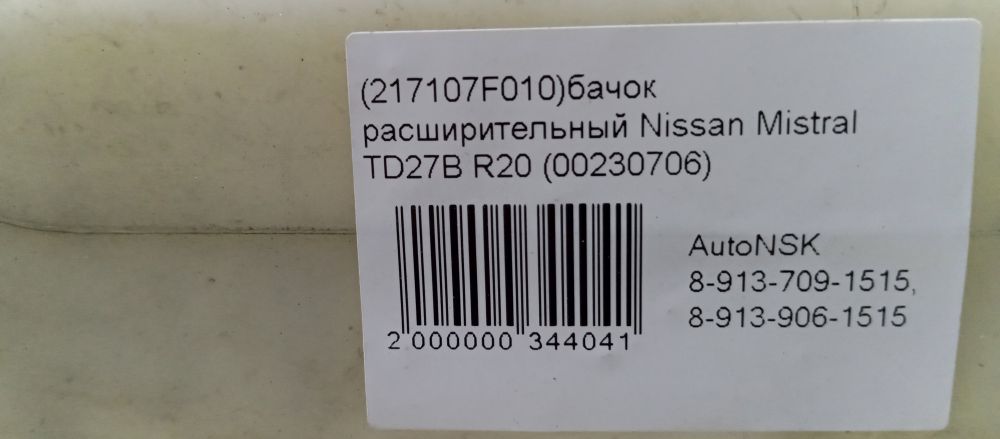 (217107F010)бачок
расширительный Nissan Mistral
TD27B R20 (00230706)
AutoNSK
8-913-709-1515,
8-913-906-1515
2 000000 344041